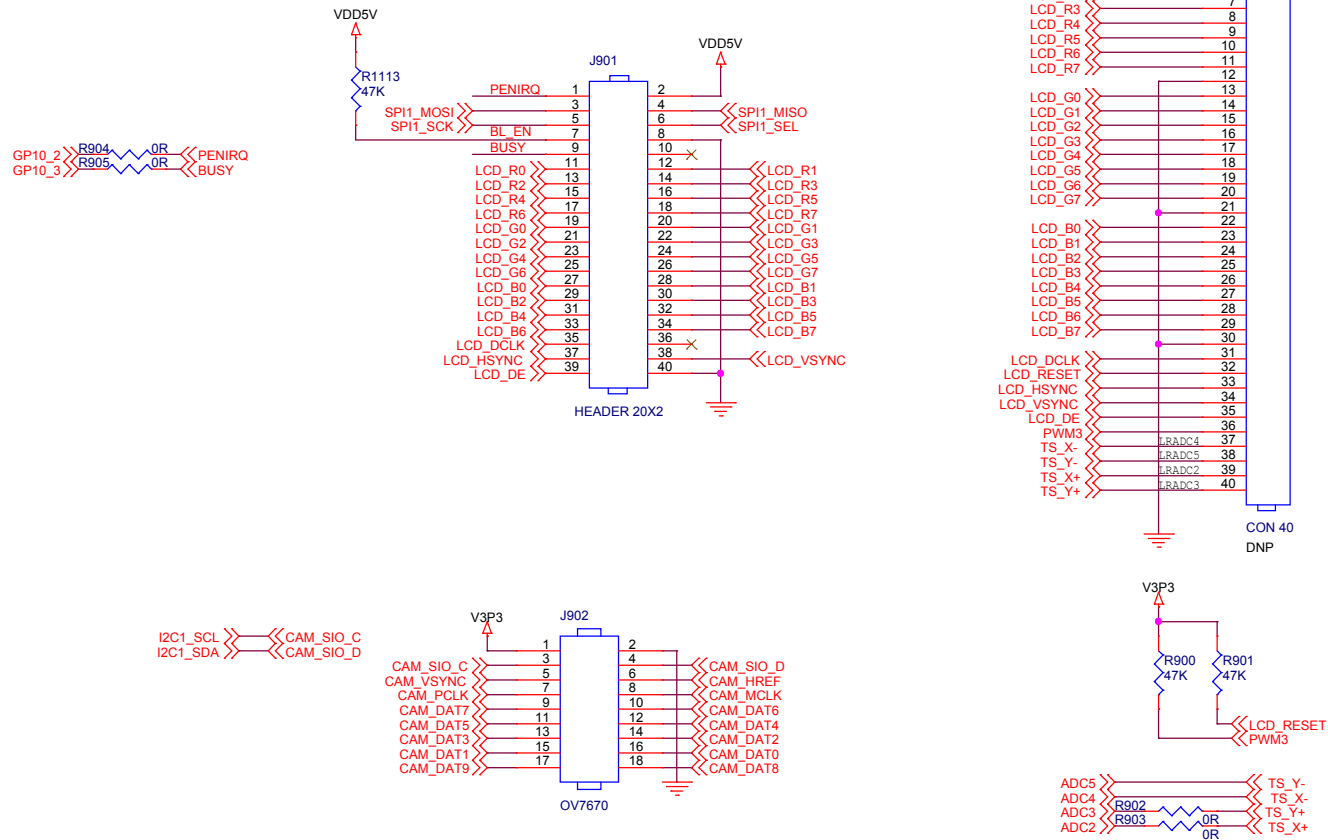 VDD5V
R1113
47K
J901
VDD5V
PENIRQ 1 2
SPI1_MOSI 3 4 SPI1_MISO
SPI1_SCK 5 6 SPI1_SEL
BL_EN 7 8
BUSY 9 10
LCD_R0 11 12 LCD_R1
LCD_R2 13 14 LCD_R3
LCD_R4 15 16 LCD_R5
LCD_R6 17 18 LCD_R7
LCD_G0 19 20 LCD_G1
LCD_G2 21 22 LCD_G3
LCD_G4 23 24 LCD_G5
LCD_G6 25 26 LCD_G7
LCD_B0 27 28 LCD_B1
LCD_B2 29 30 LCD_B3
LCD_B4 31 32 LCD_B5
LCD_B6 33 34 LCD_B7
LCD_DCLK 35 36
LCD_HSYNC 37 38 LCD_VSYNC
LCD_DE 39 40
HEADER 20X2
GP10_2 R904 0R PENIRQ
GP10_3 R905 0R BUSY
LCD_R3 7
LCD_R4 8
LCD_R5 9
LCD_R6 10
LCD_R7 11
12
LCD_G0 13
LCD_G1 14
LCD_G2 15
LCD_G3 16
LCD_G4 17
LCD_G5 18
LCD_G6 19
LCD_G7 20
21
LCD_B0 22
LCD_B1 23
LCD_B2 24
LCD_B3 25
LCD_B4 26
LCD_B5 27
LCD_B6 28
LCD_B7 29
30
LCD_DCLK 31
LCD_RESET 32
LCD_HSYNC 33
LCD_VSYNC 34
LCD_DE 35
PWM3 36
TS_X- LRADC4 37
TS_Y- LRADC5 38
TS_X+ LRADC2 39
TS_Y+ LRADC3 40
CON 40
DNP
I2C1_SCL CAM_SIO_C
I2C1_SDA CAM_SIO_D
V3P3
J902
1 2
CAM_SIO_C 3 4 CAM_SIO_D
CAM_VSYNC 5 6 CAM_HREF
CAM_PCLK 7 8 CAM_MCLK
CAM_DAT7 9 10 CAM_DAT6
CAM_DAT5 11 12 CAM_DAT4
CAM_DAT3 13 14 CAM_DAT2
CAM_DAT1 15 16 CAM_DAT0
CAM_DAT9 17 18 CAM_DAT8
OV7670
V3P3
R900 R901
47K 47K
LCD_RESET
PWM3
ADC5 TS_Y-
ADC4 TS_X-
ADC3 R902 0R TS_Y+
ADC2 R903 0R TS_X+